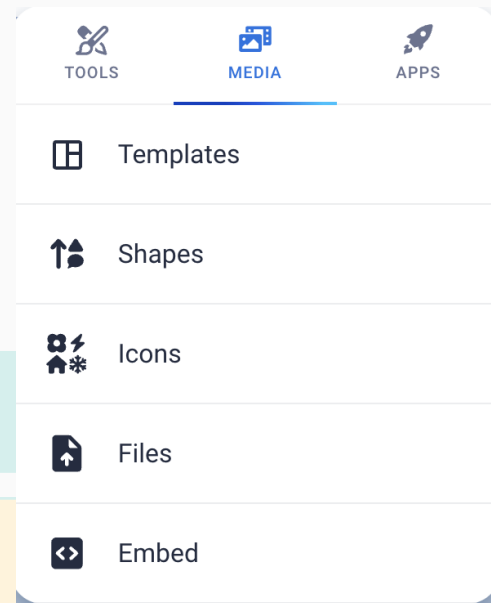 TOOLS
MEDIA
APPS
Templates
Shapes
Icons
Files
Embed